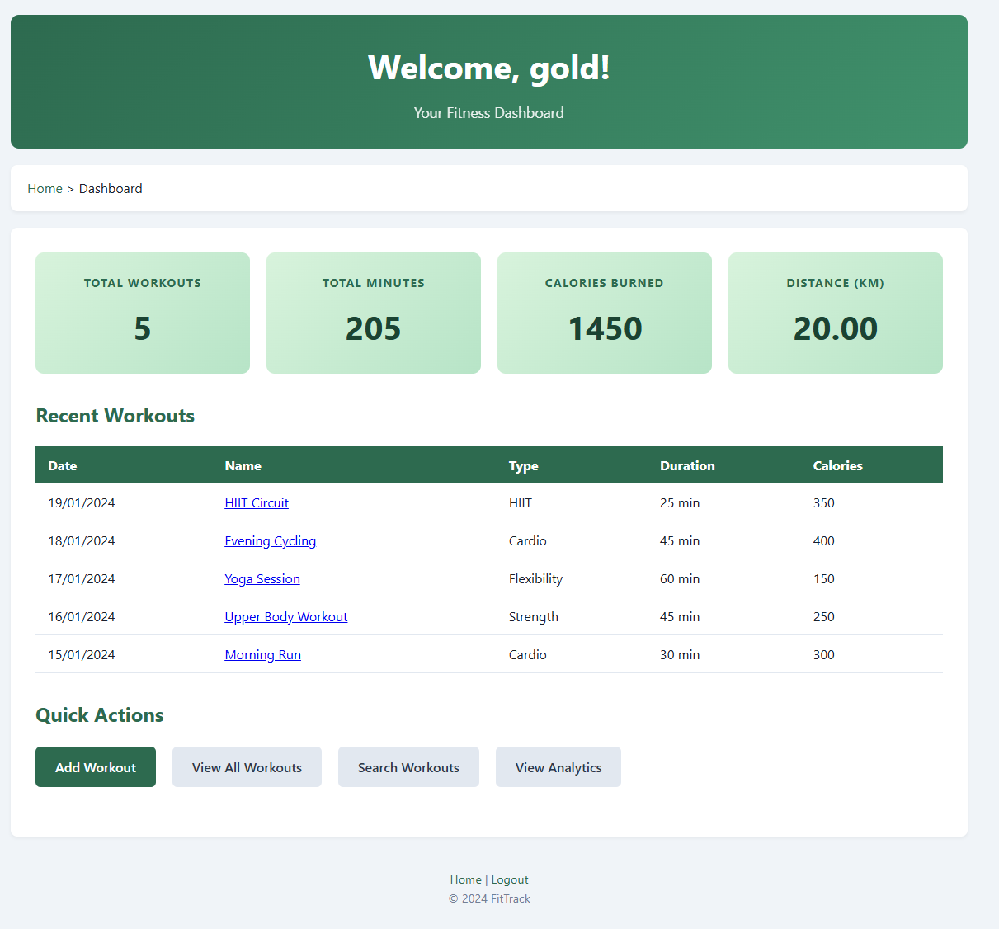 Welcome, gold!
Your Fitness Dashboard
Home > Dashboard
TOTAL WORKOUTS
5
TOTAL MINUTES
205
CALORIES BURNED
1450
DISTANCE (KM)
20.00
Recent Workouts
Date Name Type Duration Calories
19/01/2024 HIIT Circuit HIIT 25 min 350
18/01/2024 Evening Cycling Cardio 45 min 400
17/01/2024 Yoga Session Flexibility 60 min 150
16/01/2024 Upper Body Workout Strength 45 min 250
15/01/2024 Morning Run Cardio 30 min 300
Quick Actions
Add Workout View All Workouts Search Workouts View Analytics
Home | Logout
© 2024 FitTrack